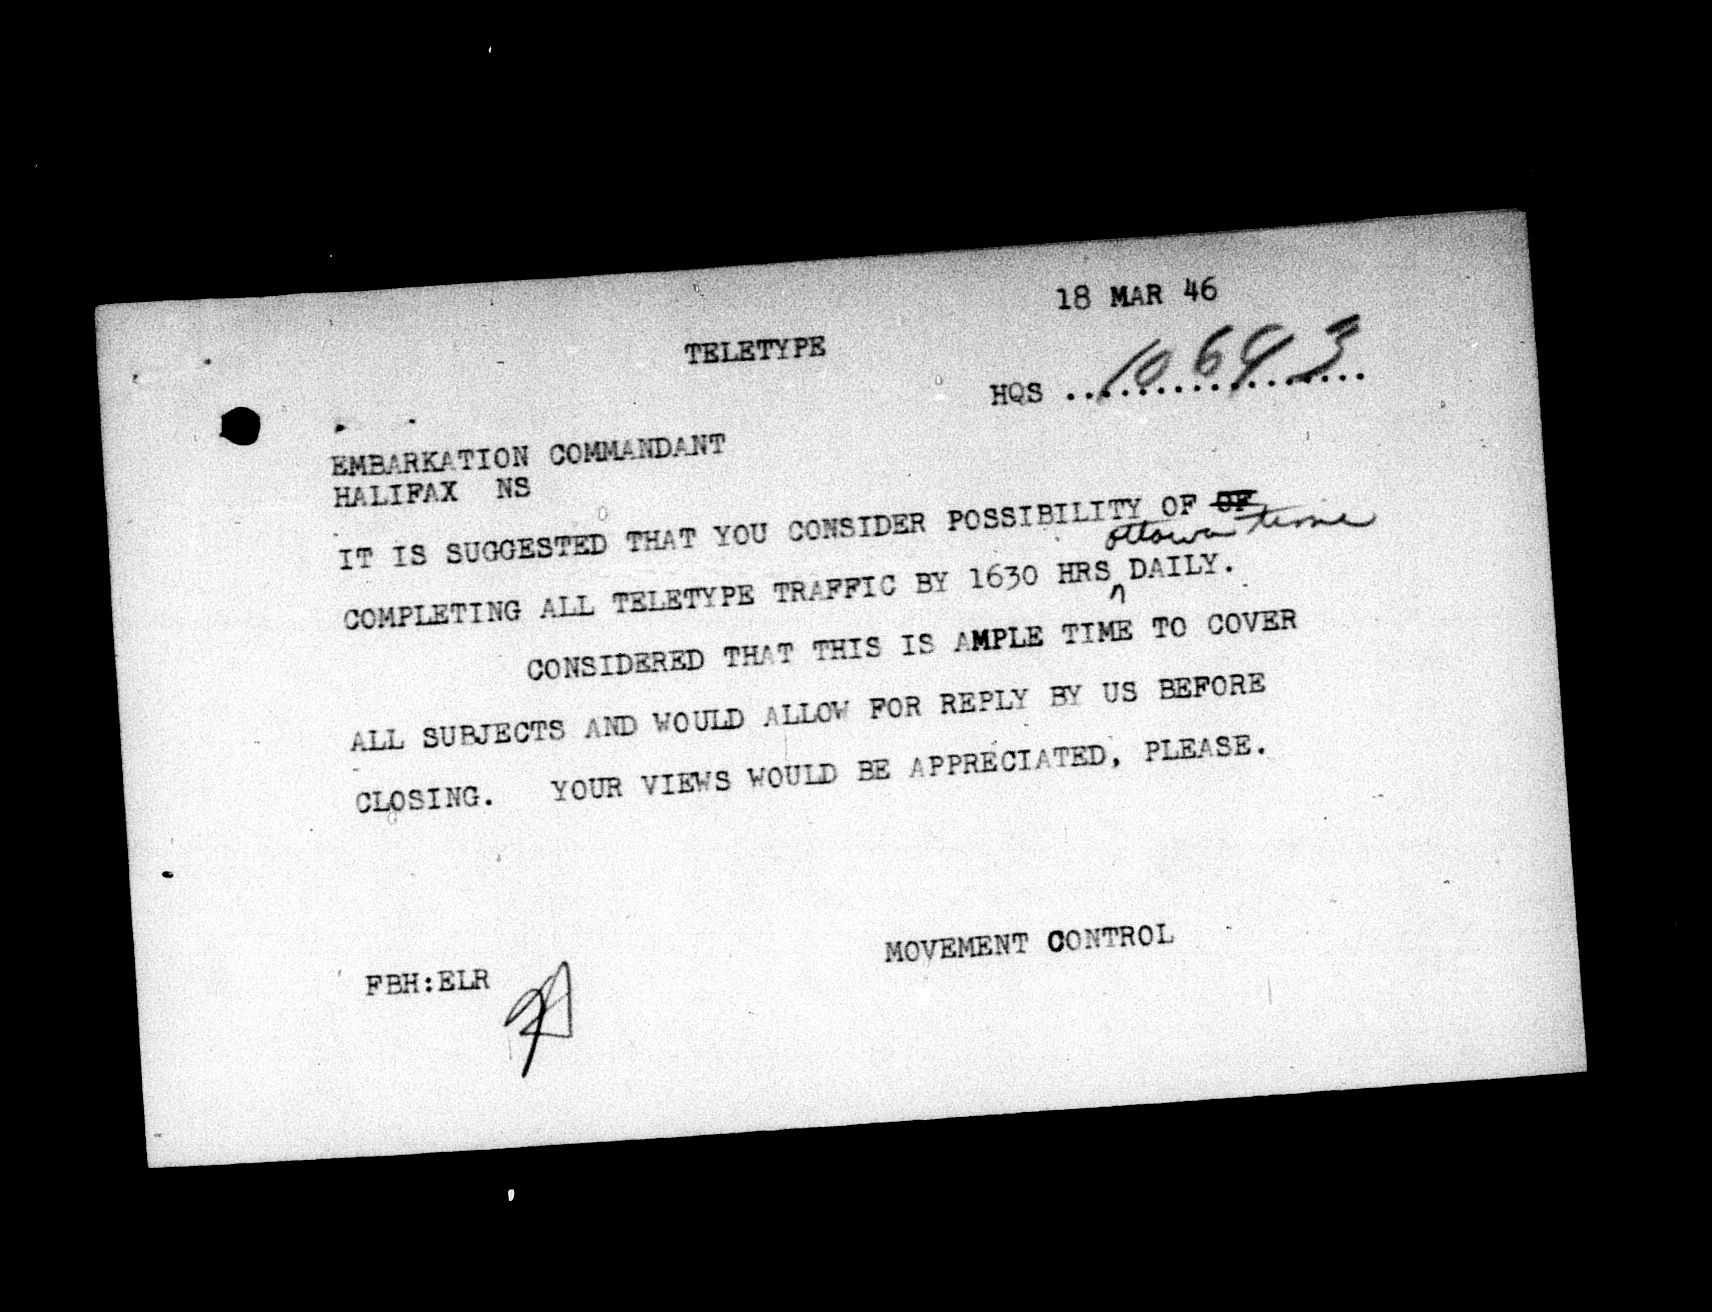 18 MAR 46
TELETYPE
HQS ..10643......
EMBARKATION COMMANDANT
HALIFAX NS
IT IS SUGGESTED THAT YOU CONSIDER POSSIBILITY OF OF
ottawa time
COMPLETING ALL TELETYPE TRAFFIC BY 1630 HRS DAILY.
CONSIDERED THAT THIS IS AMPLE TIME TO COVER
ALL SUBJECTS AND WOULD ALLOW FOR REPLY BY US BEFORE
CLOSING. YOUR VIEWS WOULD BE APPRECIATED, PLEASE.
MOVEMENT CONTROL
FBH:ELR